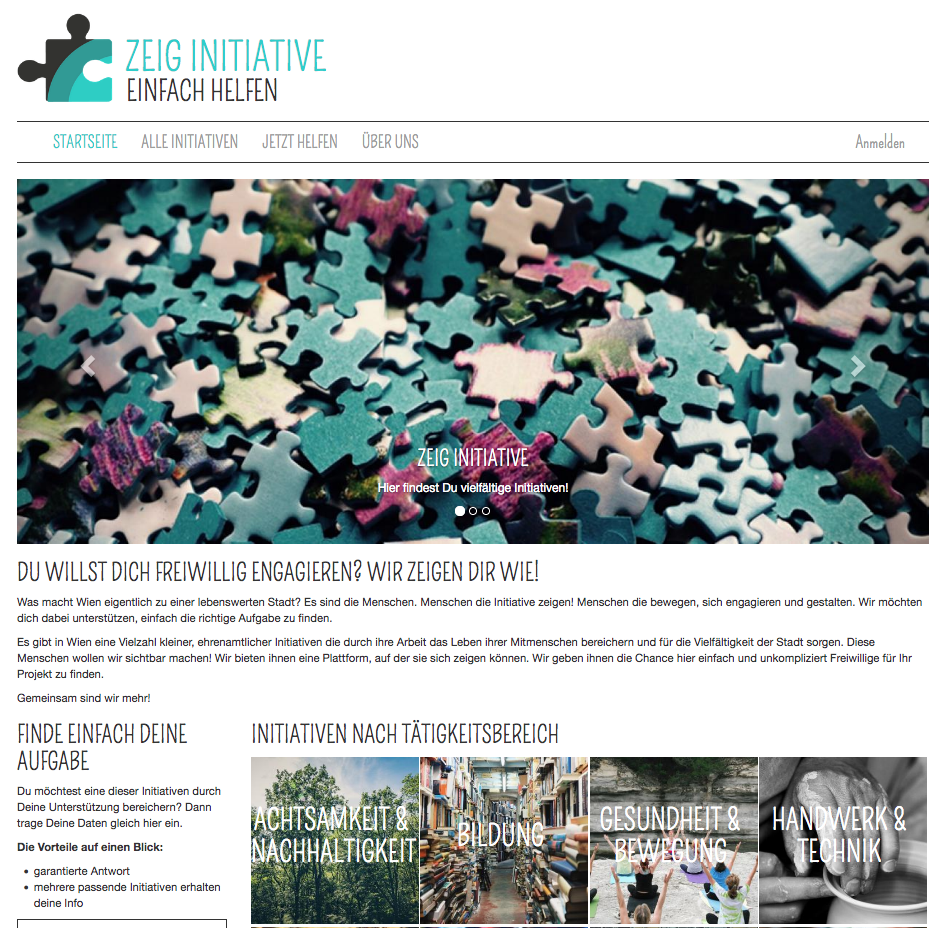 ZEIG INITIATIVE
EINFACH HELFEN
STARTSEITE ALLE INITIATIVEN JETZT HELFEN ÜBER UNS Anmelden
ZEIG INITIATIVE
Hier findest Du vielfältige Initiativen!
DU WILLST DICH FREIWILLIG ENGAGIEREN? WIR ZEIGEN DIR WIE!
Was macht Wien eigentlich zu einer lebenswerten Stadt? Es sind die Menschen. Menschen die Initiative zeigen! Menschen die bewegen, sich engagieren und gestalten. Wir möchten
dich dabei unterstützen, einfach die richtige Aufgabe zu finden.
Es gibt in Wien eine Vielzahl kleiner, ehrenamtlicher Initiativen die durch ihre Arbeit das Leben ihrer Mitmenschen bereichern und für die Vielfältigkeit der Stadt sorgen. Diese
Menschen wollen wir sichtbar machen! Wir bieten ihnen eine Plattform, auf der sie sich zeigen können. Wir geben ihnen die Chance hier einfach und unkompliziert Freiwillige für Ihr
Projekt zu finden.
Gemeinsam sind wir mehr!
FINDE EINFACH DEINE
AUFGABE
Du möchtest eine dieser Initiativen durch
Deine Unterstützung bereichern? Dann
trage Deine Daten gleich hier ein.
Die Vorteile auf einen Blick:
• garantierte Antwort
• mehrere passende Initiativen erhalten
deine Info
INITIATIVEN NACH TÄTIGKEITSBEREICH
ACHTSAMKEIT &
NACHHALTIGKEIT
BILDUNG
GESUNDHEIT &
BEWEGUNG
HANDWERK &
TECHNIK